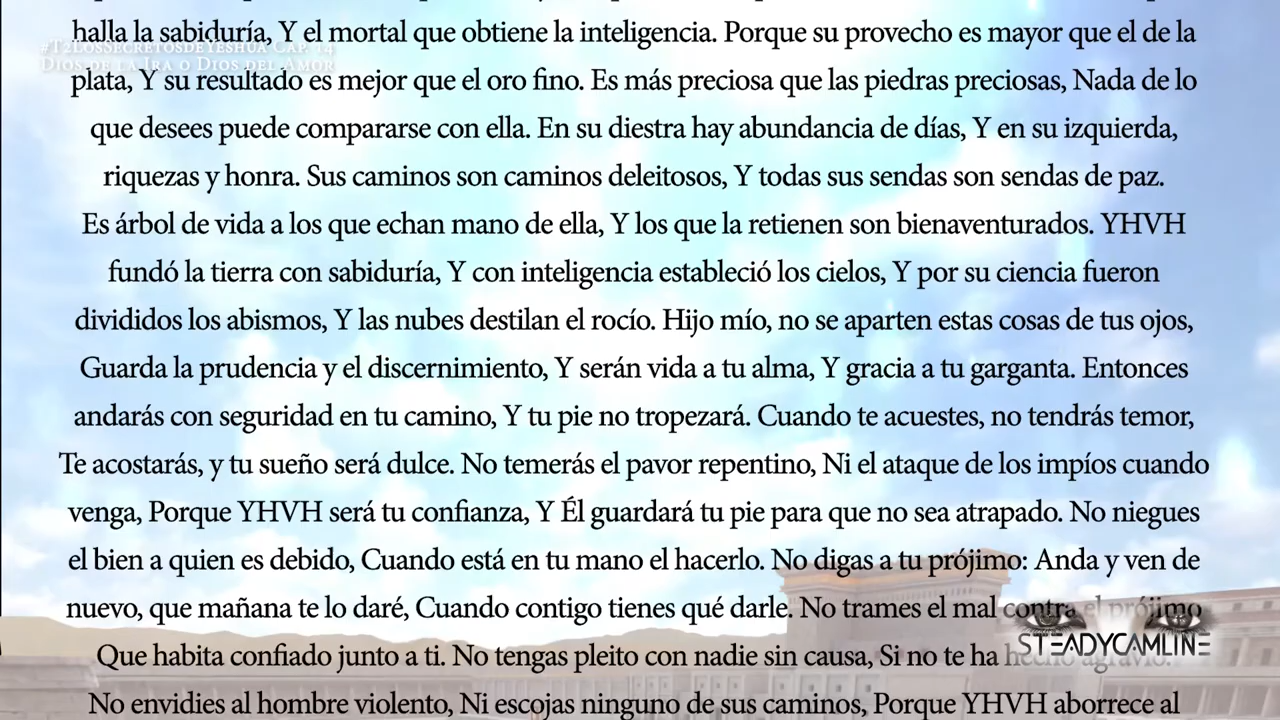 halla la sabiduría, Y el mortal que obtiene la inteligencia. Porque su provecho es mayor que el de la
#T2LosSecretosdeYeshua Cap. 14
Dios de la Ira o Dios del Amor
plata, Y su resultado es mejor que el oro fino. Es más preciosa que las piedras preciosas, Nada de lo
que desees puede compararse con ella. En su diestra hay abundancia de días, Y en su izquierda,
riquezas y honra. Sus caminos son caminos deleitosos, Y todas sus sendas son sendas de paz.
Es árbol de vida a los que echan mano de ella, Y los que la retienen son bienaventurados. YHVH
fundó la tierra con sabiduría, Y con inteligencia estableció los cielos, Y por su ciencia fueron
divididos los abismos, Y las nubes destilan el rocío. Hijo mío, no se aparten estas cosas de tus ojos,
Guarda la prudencia y el discernimiento, Y serán vida a tu alma, Y gracia a tu garganta. Entonces
andarás con seguridad en tu camino, Y tu pie no tropezará. Cuando te acuestes, no tendrás temor,
Te acostarás, y tu sueño será dulce. No temerás el pavor repentino, Ni el ataque de los impíos cuando
venga, Porque YHVH será tu confianza, Y Él guardará tu pie para que no sea atrapado. No niegues
el bien a quien es debido, Cuando está en tu mano el hacerlo. No digas a tu prójimo: Anda y ven de
nuevo, que mañana te lo daré, Cuando contigo tienes qué darle. No trames el mal contra el prójimo
STEADYCAMLINE
Que habita confiado junto a ti. No tengas pleito con nadie sin causa, Si no te ha hecho agravio.
No envidies al hombre violento, Ni escojas ninguno de sus caminos, Porque YHVH aborrece al